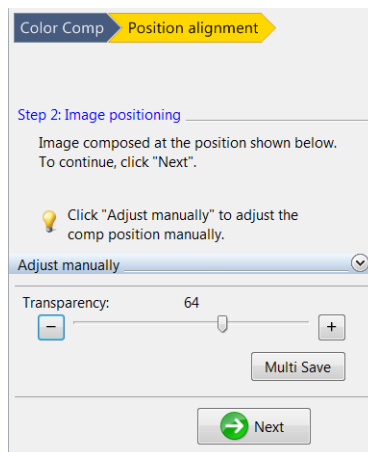 Color Comp Position alignment
Step 2: Image positioning
Image composed at the position shown below.
To continue, click "Next".
Click "Adjust manually" to adjust the
comp position manually.
Adjust manually
Transparency: 64
− +
Multi Save
Next